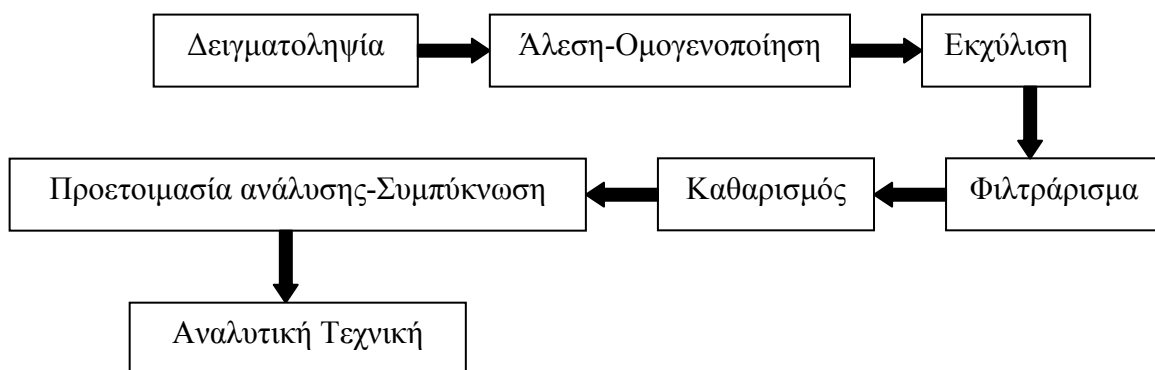 Δειγματοληψία
Άλεση-Ομογενοποίηση
Εκχύλιση
Φιλτράρισμα
Καθαρισμός
Προετοιμασία ανάλυσης-Συμπύκνωση
Αναλυτική Τεχνική